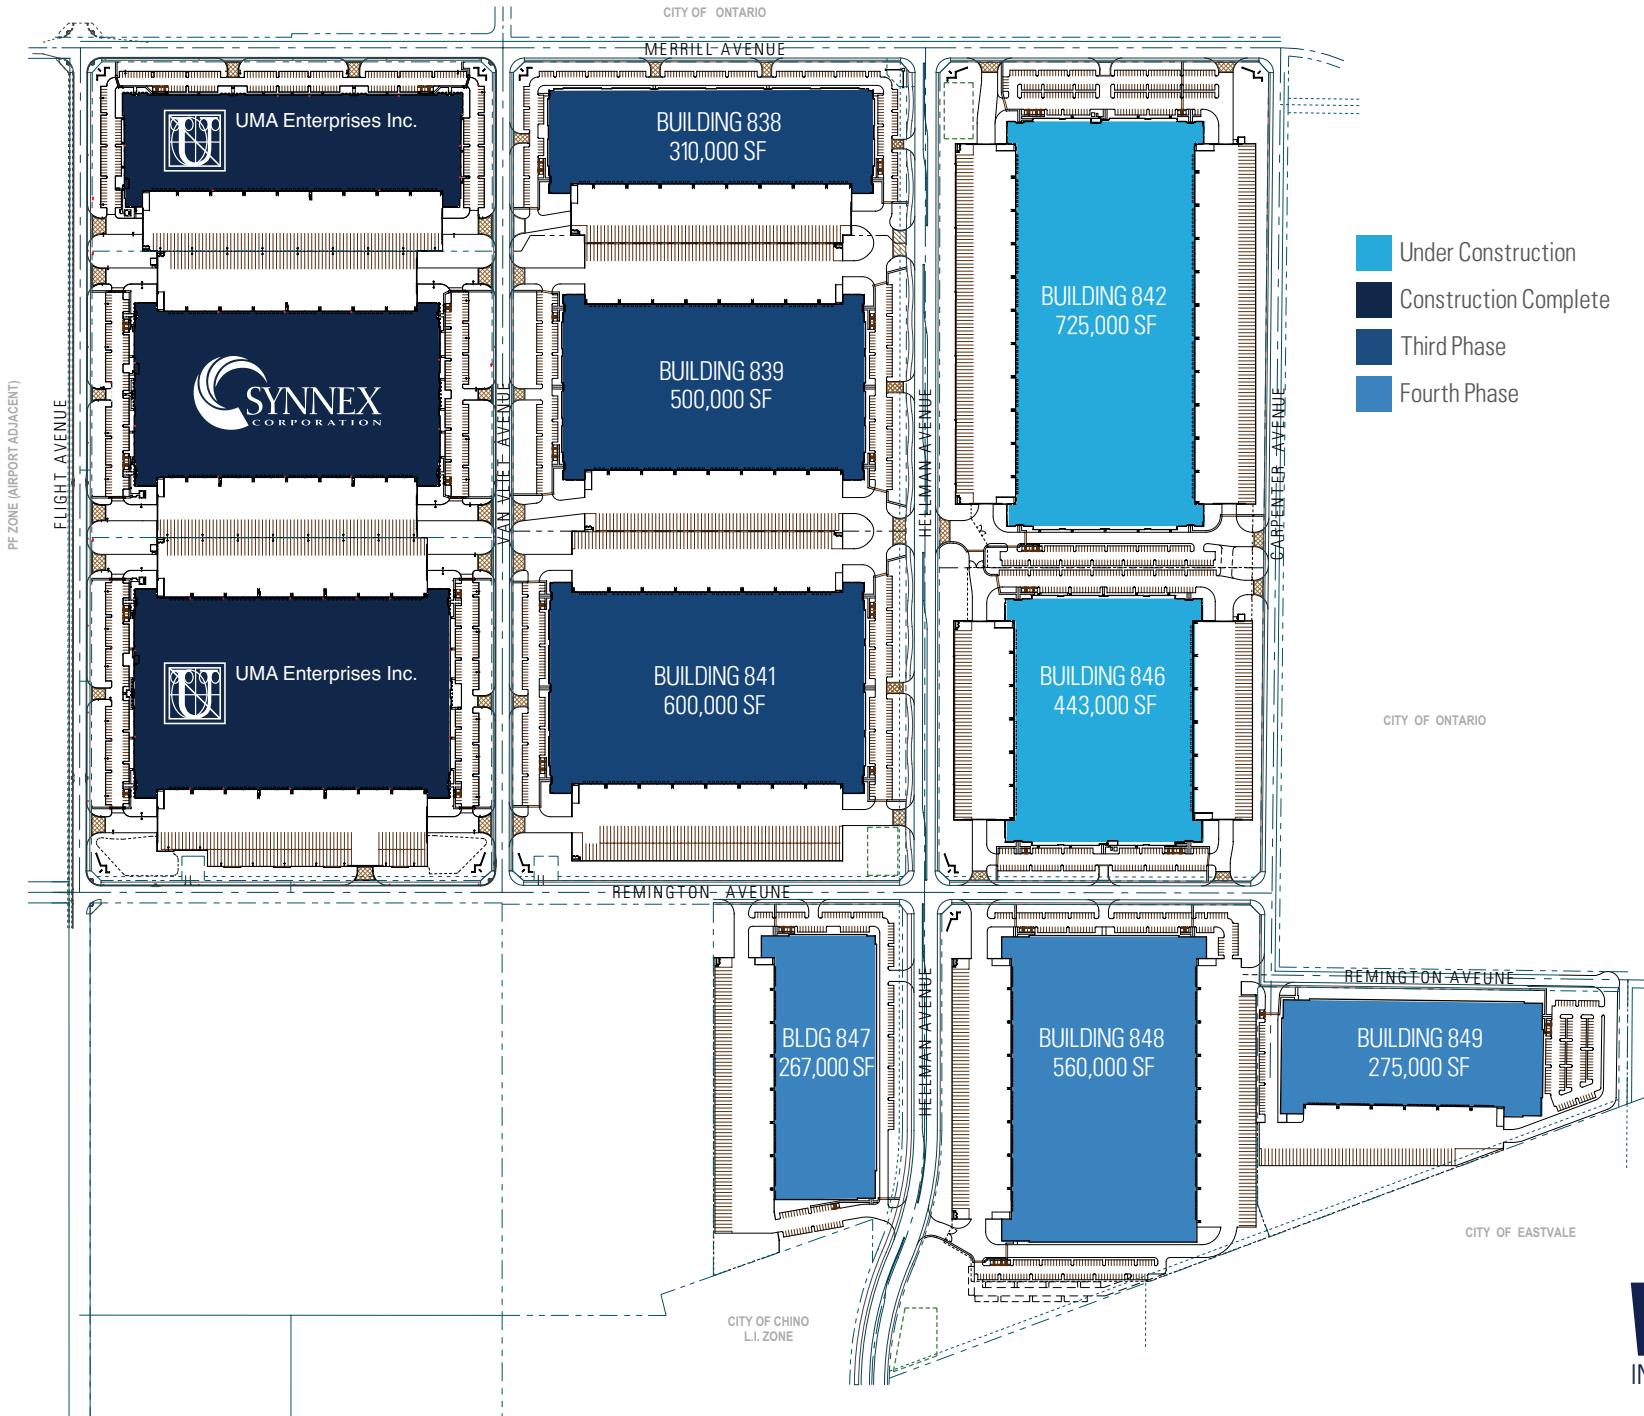 CITY OF ONTARIO
MERRILL AVENUE
UMA Enterprises Inc.
BUILDING 838
310,000 SF
BUILDING 842
725,000 SF
Under Construction
Construction Complete
Third Phase
Fourth Phase
SYNNEX
CORPORATION
BUILDING 839
500,000 SF
PF ZONE (AIRPORT ADJACENT)
FLIGHT AVENUE
VAN VLIET AVENUE
HELLMAN AVENUE
CARPENTER AVENUE
UMA Enterprises Inc.
BUILDING 841
600,000 SF
BUILDING 846
443,000 SF
CITY OF ONTARIO
REMINGTON AVEUNE
REMINGTON AVEUNE
HELLMAN AVENUE
BLDG 847
267,000 SF
BUILDING 848
560,000 SF
BUILDING 849
275,000 SF
CITY OF EASTVALE
CITY OF CHINO
L.I. ZONE